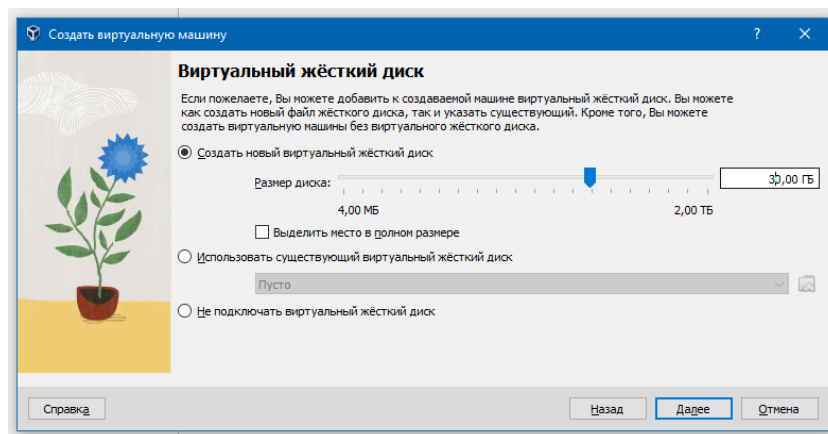 Создать виртуальную машину
Виртуальный жёсткий диск
Если пожелаете, Вы можете добавить к создаваемой машине виртуальный жёсткий диск. Вы можете
как создать новый файл жёсткого диска, так и указать существующий. Кроме того, Вы можете
создать виртуальную машины без виртуального жёсткого диска.
Создать новый виртуальный жёсткий диск
Размер диска:
30,00 ГБ
4,00 МБ
2,00 ТБ
Выделить место в полном размере
Использовать существующий виртуальный жёсткий диск
Пусто
Не подключать виртуальный жёсткий диск
Справка
Назад
Далее
Отмена